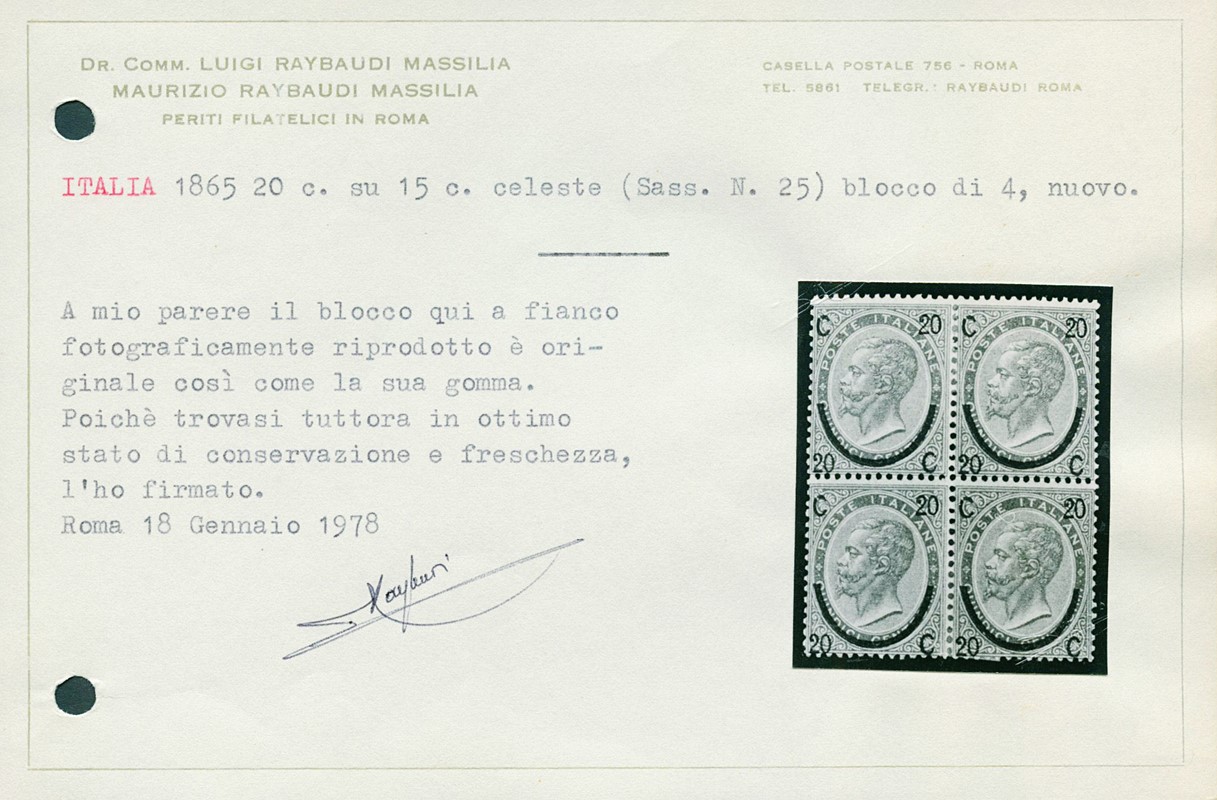 DR. COMM. LUIGI RAYBAUDI MASSILIA
MAURIZIO RAYBAUDI MASSILIA
PERITI FILATELICI IN ROMA
CASELLA POSTALE 756 - ROMA
TEL. 5861 TELEGR.: RAYBAUDI ROMA
ITALIA 1865 20 c. su 15 c. celeste (Sass. N. 25) blocco di 4, nuovo.
A mio parere il blocco qui a fianco
fotograficamente riprodotto è ori-
ginale così come la sua gomma.
Poichè trovasi tuttora in ottimo
stato di conservazione e freschezza,
l'ho firmato.
Roma 18 Gennaio 1978
C 20
POSTE ITALIANE
20 C
C 20
POSTE ITALIANE
20 C
C 20
POSTE ITALIANE
20 C
C 20
POSTE ITALIANE
20 C